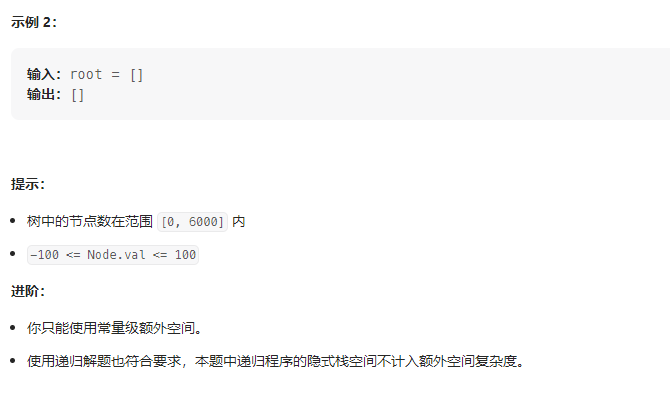 示例 2：
输入：root = []
输出：[]
提示：
树中的节点数在范围 [0, 6000] 内
-100 <= Node.val <= 100
进阶：
你只能使用常量级额外空间。
使用递归解题也符合要求，本题中递归程序的隐式栈空间不计入额外空间复杂度。